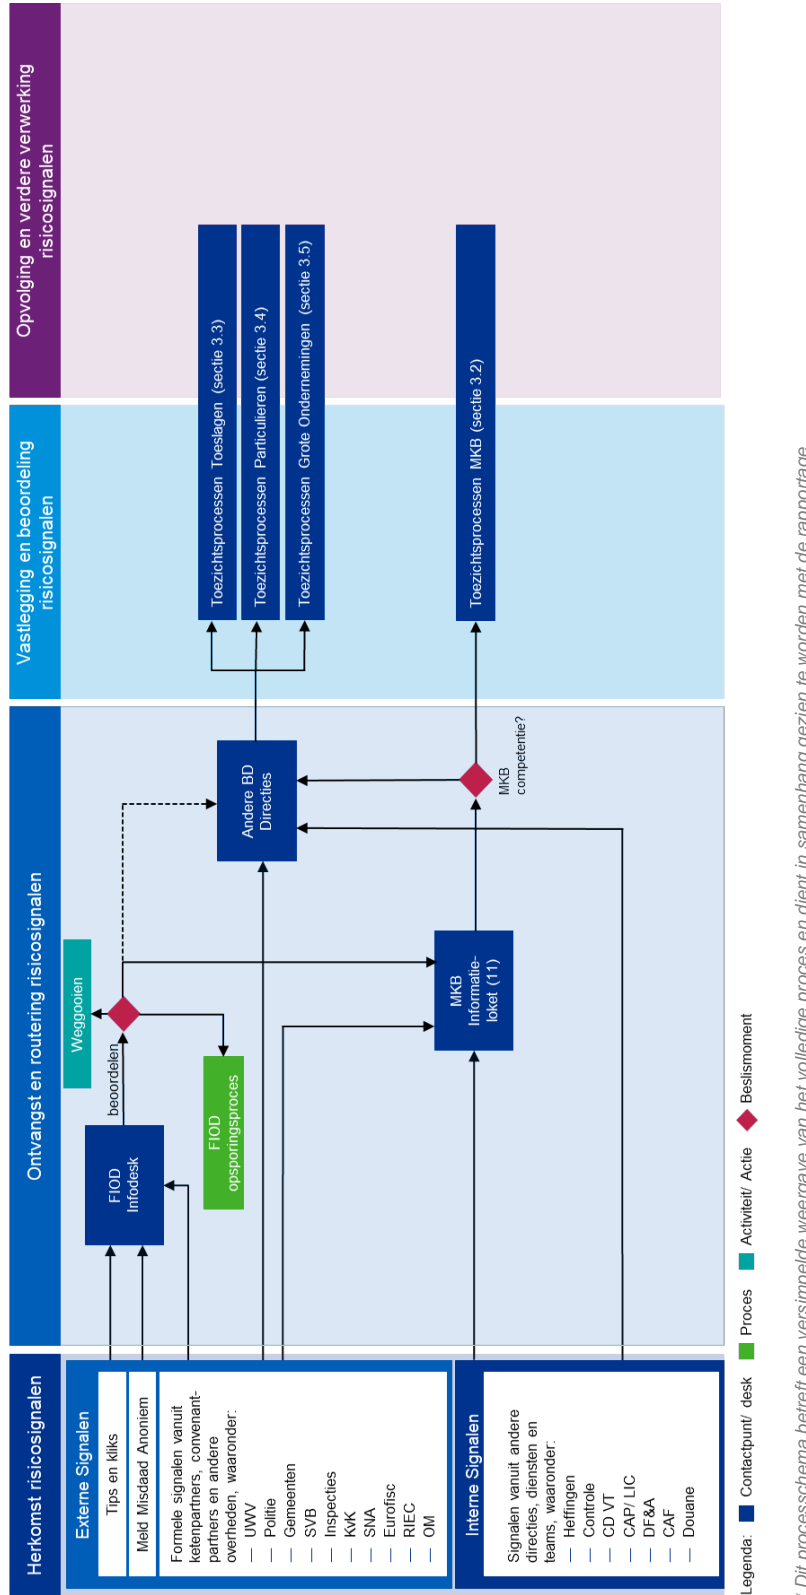 Herkomst risicosignalen
Ontvangst en routering risicosignalen
Vastlegging en beoordeling
risicosignalen
Opvolging en verdere verwerking
risicosignalen
Externe Signalen
Tips en kliks
Meld Misdaad Anoniem
Formele signalen vanuit
ketenpartners, convenant-
partners en andere
overheden, waaronder:
— UWV
— Politie
— Gemeenten
— SVB
— Inspecties
— KvK
— SNA
— Eurofisc
— RIEC
— OM
Interne Signalen
Signalen vanuit andere
directies, diensten en
teams, waaronder:
— Heffingen
— Controle
— CD VT
— CAP/ LIC
— DF&A
— CAF
— Douane
FIOD
Infodesk
beoordelen
Weggooien
FIOD
opsporingsproces
MKB
Informatie-
loket (11)
Andere BD
Directies
MKB
competentie?
Toezichtsprocessen Toeslagen (sectie 3.3)
Toezichtsprocessen Particulieren (sectie 3.4)
Toezichtsprocessen Grote Ondernemingen (sectie 3.5)
Toezichtsprocessen MKB (sectie 3.2)
Legenda: Contactpunt/ desk Proces Activiteit/ Actie Beslismoment
Dit processchema betreft een versimpelde weergave van het volledige proces en dient in samenhang gezien te worden met de rapportage